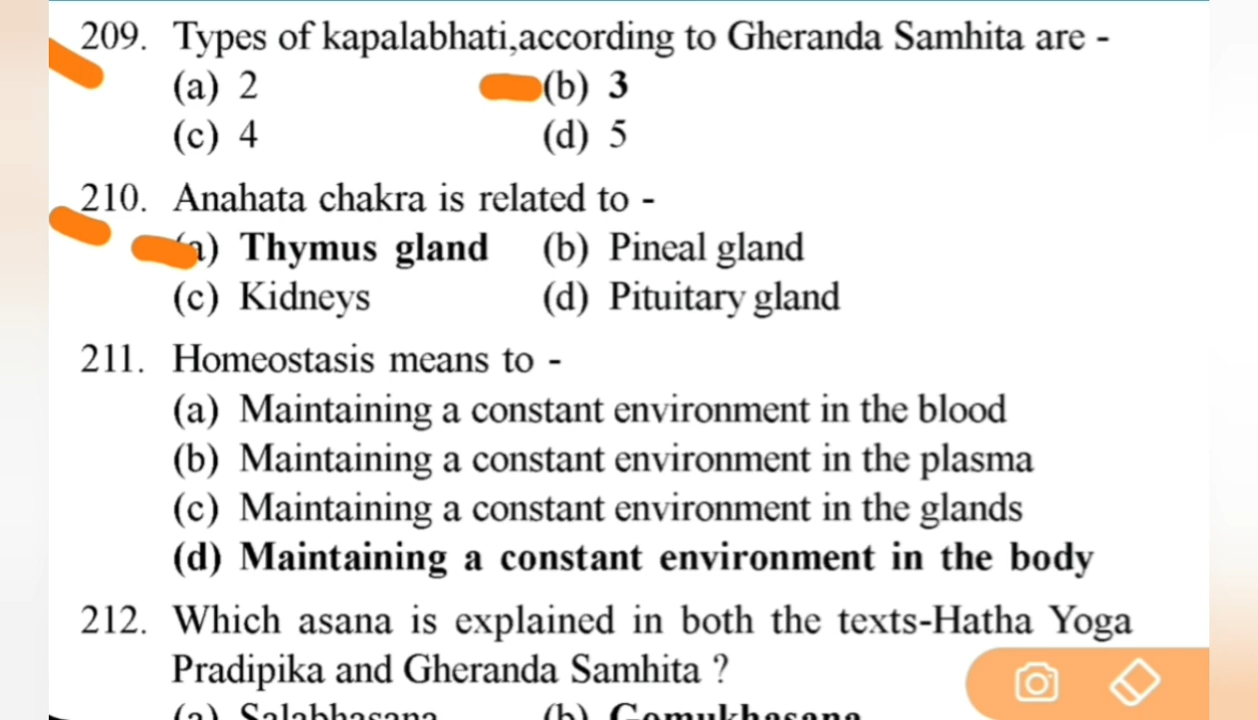 209. Types of kapalabhati,according to Gheranda Samhita are -
(a) 2 (b) 3
(c) 4 (d) 5
210. Anahata chakra is related to -
(a) Thymus gland (b) Pineal gland
(c) Kidneys (d) Pituitary gland
211. Homeostasis means to -
(a) Maintaining a constant environment in the blood
(b) Maintaining a constant environment in the plasma
(c) Maintaining a constant environment in the glands
(d) Maintaining a constant environment in the body
212. Which asana is explained in both the texts-Hatha Yoga
Pradipika and Gheranda Samhita ?
(a) Salabhasana (b) Gomukhasana